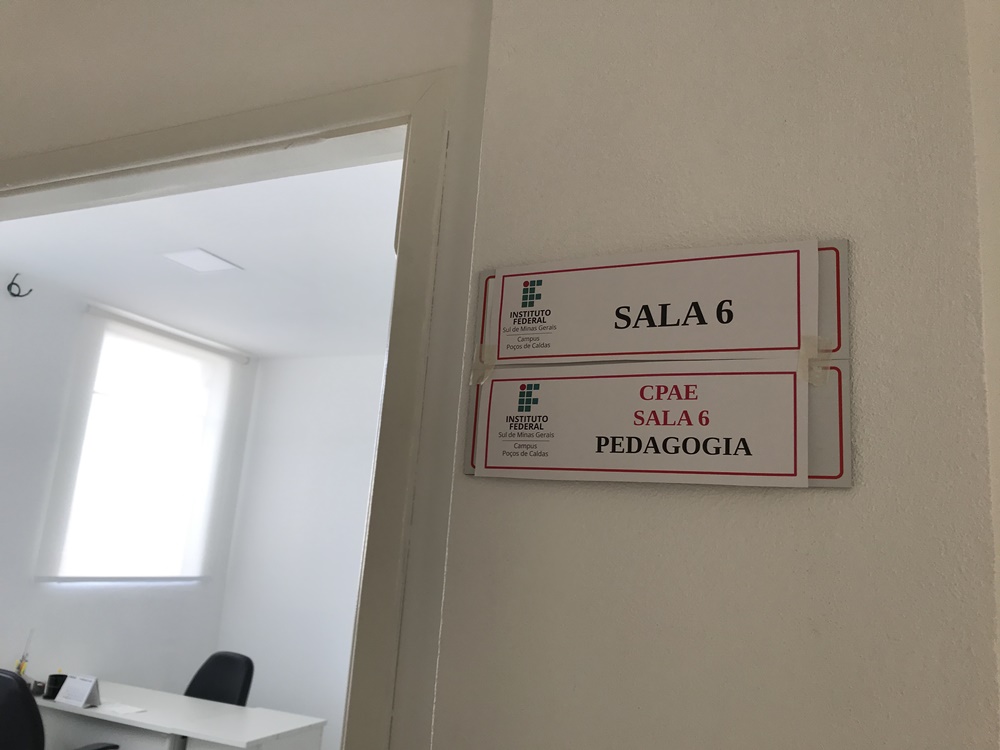 INSTITUTO
FEDERAL
Sul de Minas Gerais
Campus
Poços de Caldas
SALA 6
INSTITUTO
FEDERAL
Sul de Minas Gerais
Campus
Poços de Caldas
CPAE
SALA 6
PEDAGOGIA